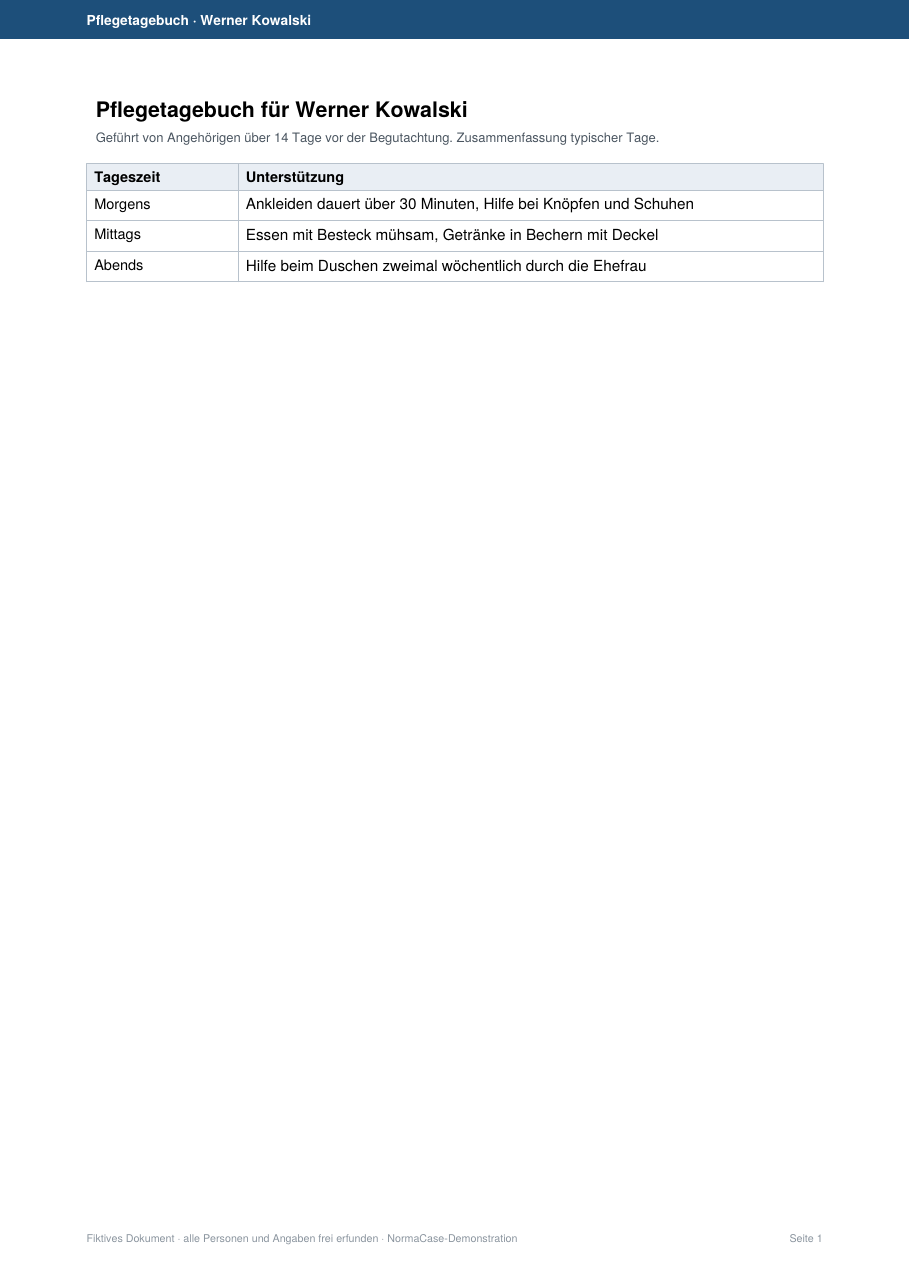 Pflegetagebuch · Werner Kowalski
Pflegetagebuch für Werner Kowalski
Geführt von Angehörigen über 14 Tage vor der Begutachtung. Zusammenfassung typischer Tage.
Tageszeit Unterstützung
Morgens Ankleiden dauert über 30 Minuten, Hilfe bei Knöpfen und Schuhen
Mittags Essen mit Besteck mühsam, Getränke in Bechern mit Deckel
Abends Hilfe beim Duschen zweimal wöchentlich durch die Ehefrau
Fiktives Dokument · alle Personen und Angaben frei erfunden · NormaCase-Demonstration Seite 1